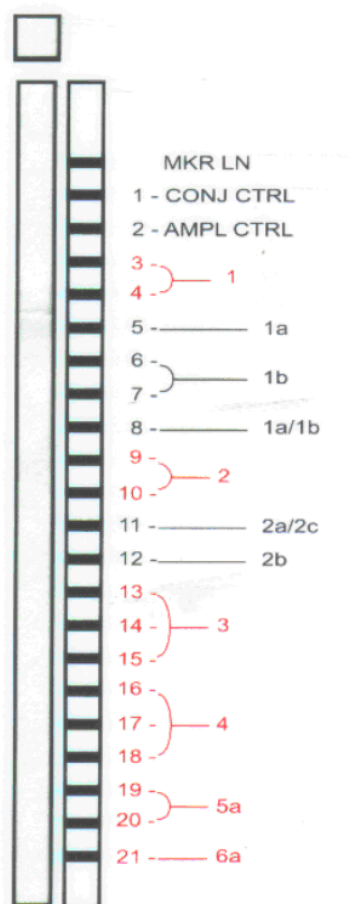 MKR LN
1 - CONJ CTRL
2 - AMPL CTRL
3 -
1
4 -
5 - 1a
6 -
1b
7 -
8 - 1a/1b
9 -
2
10 -
11 - 2a/2c
12 - 2b
13 -
14 - 3
15 -
16 -
17 - 4
18 -
19 -
5a
20 -
21 - 6a